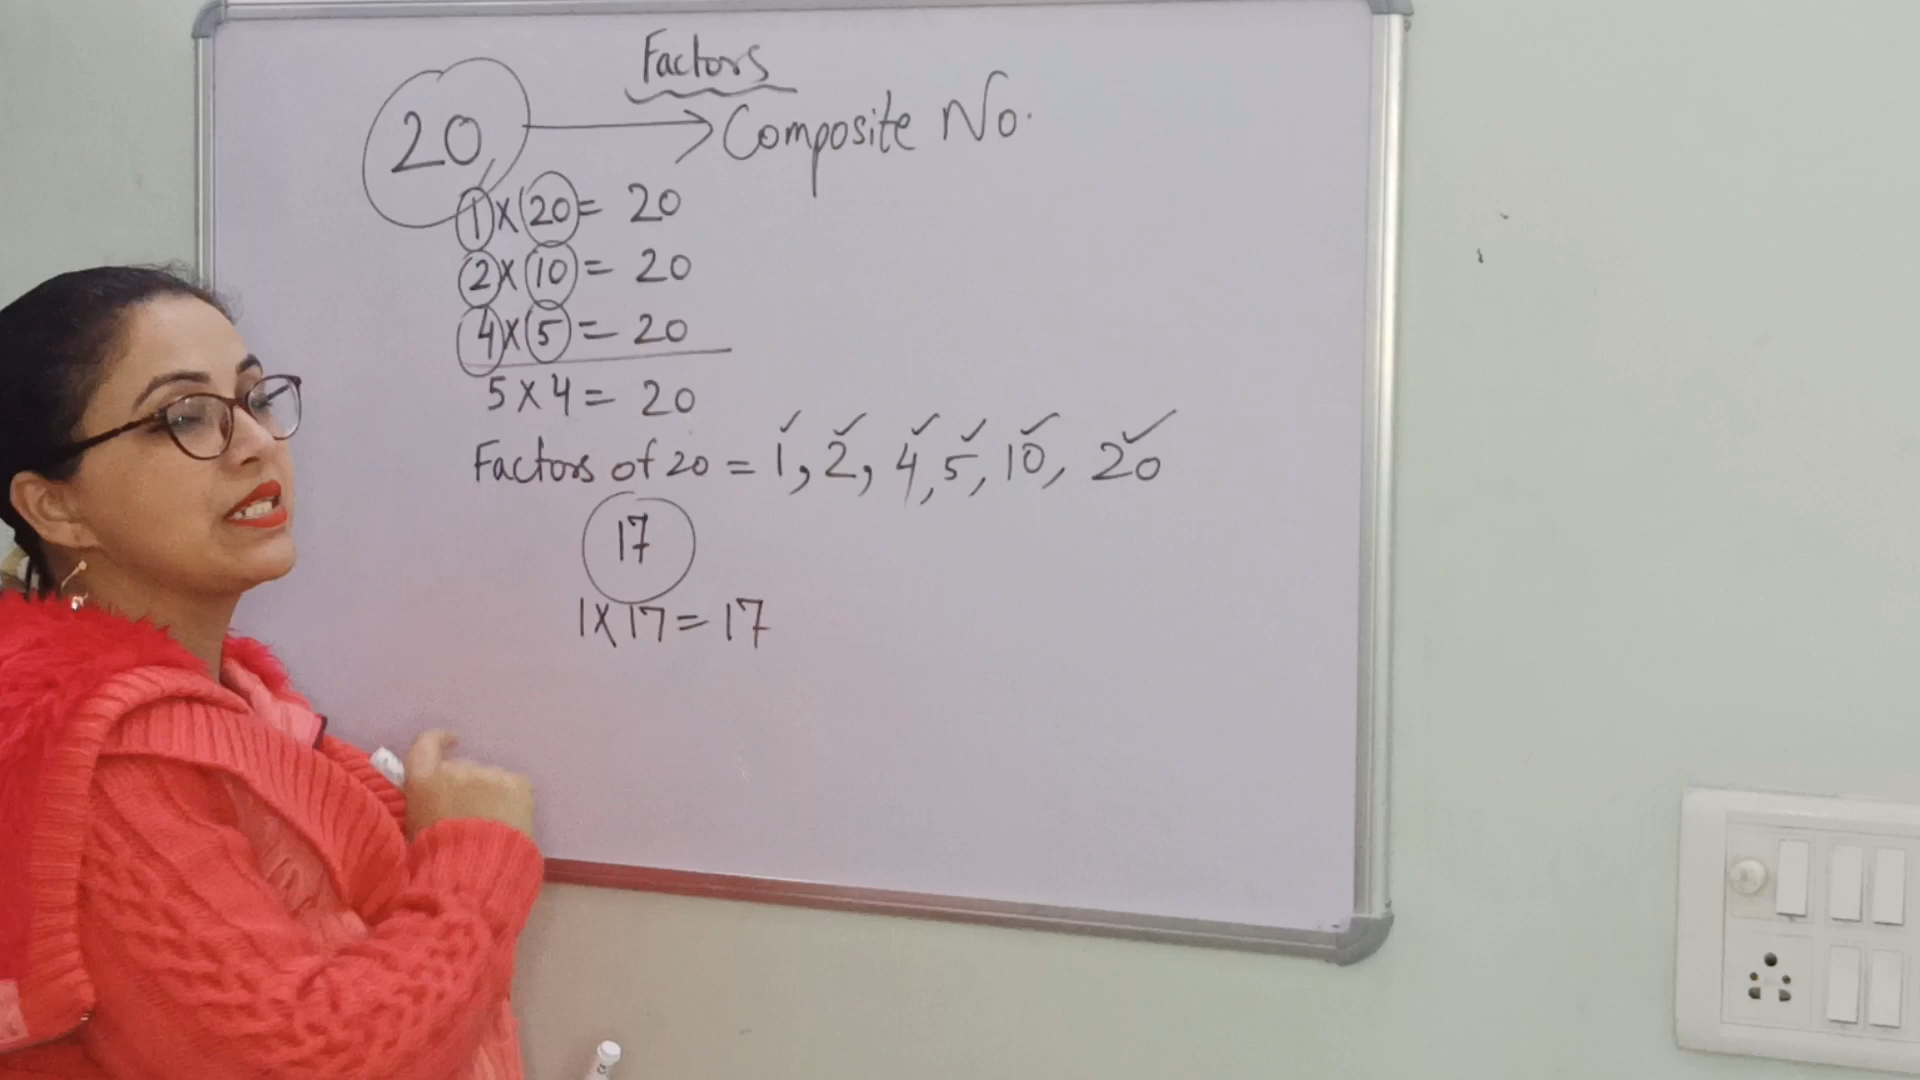 Factors
20 → Composite No.
1 × 20 = 20
2 × 10 = 20
4 × 5 = 20
5 × 4 = 20
Factors of 20 = 1, 2, 4, 5, 10, 20
17
1 × 17 = 17